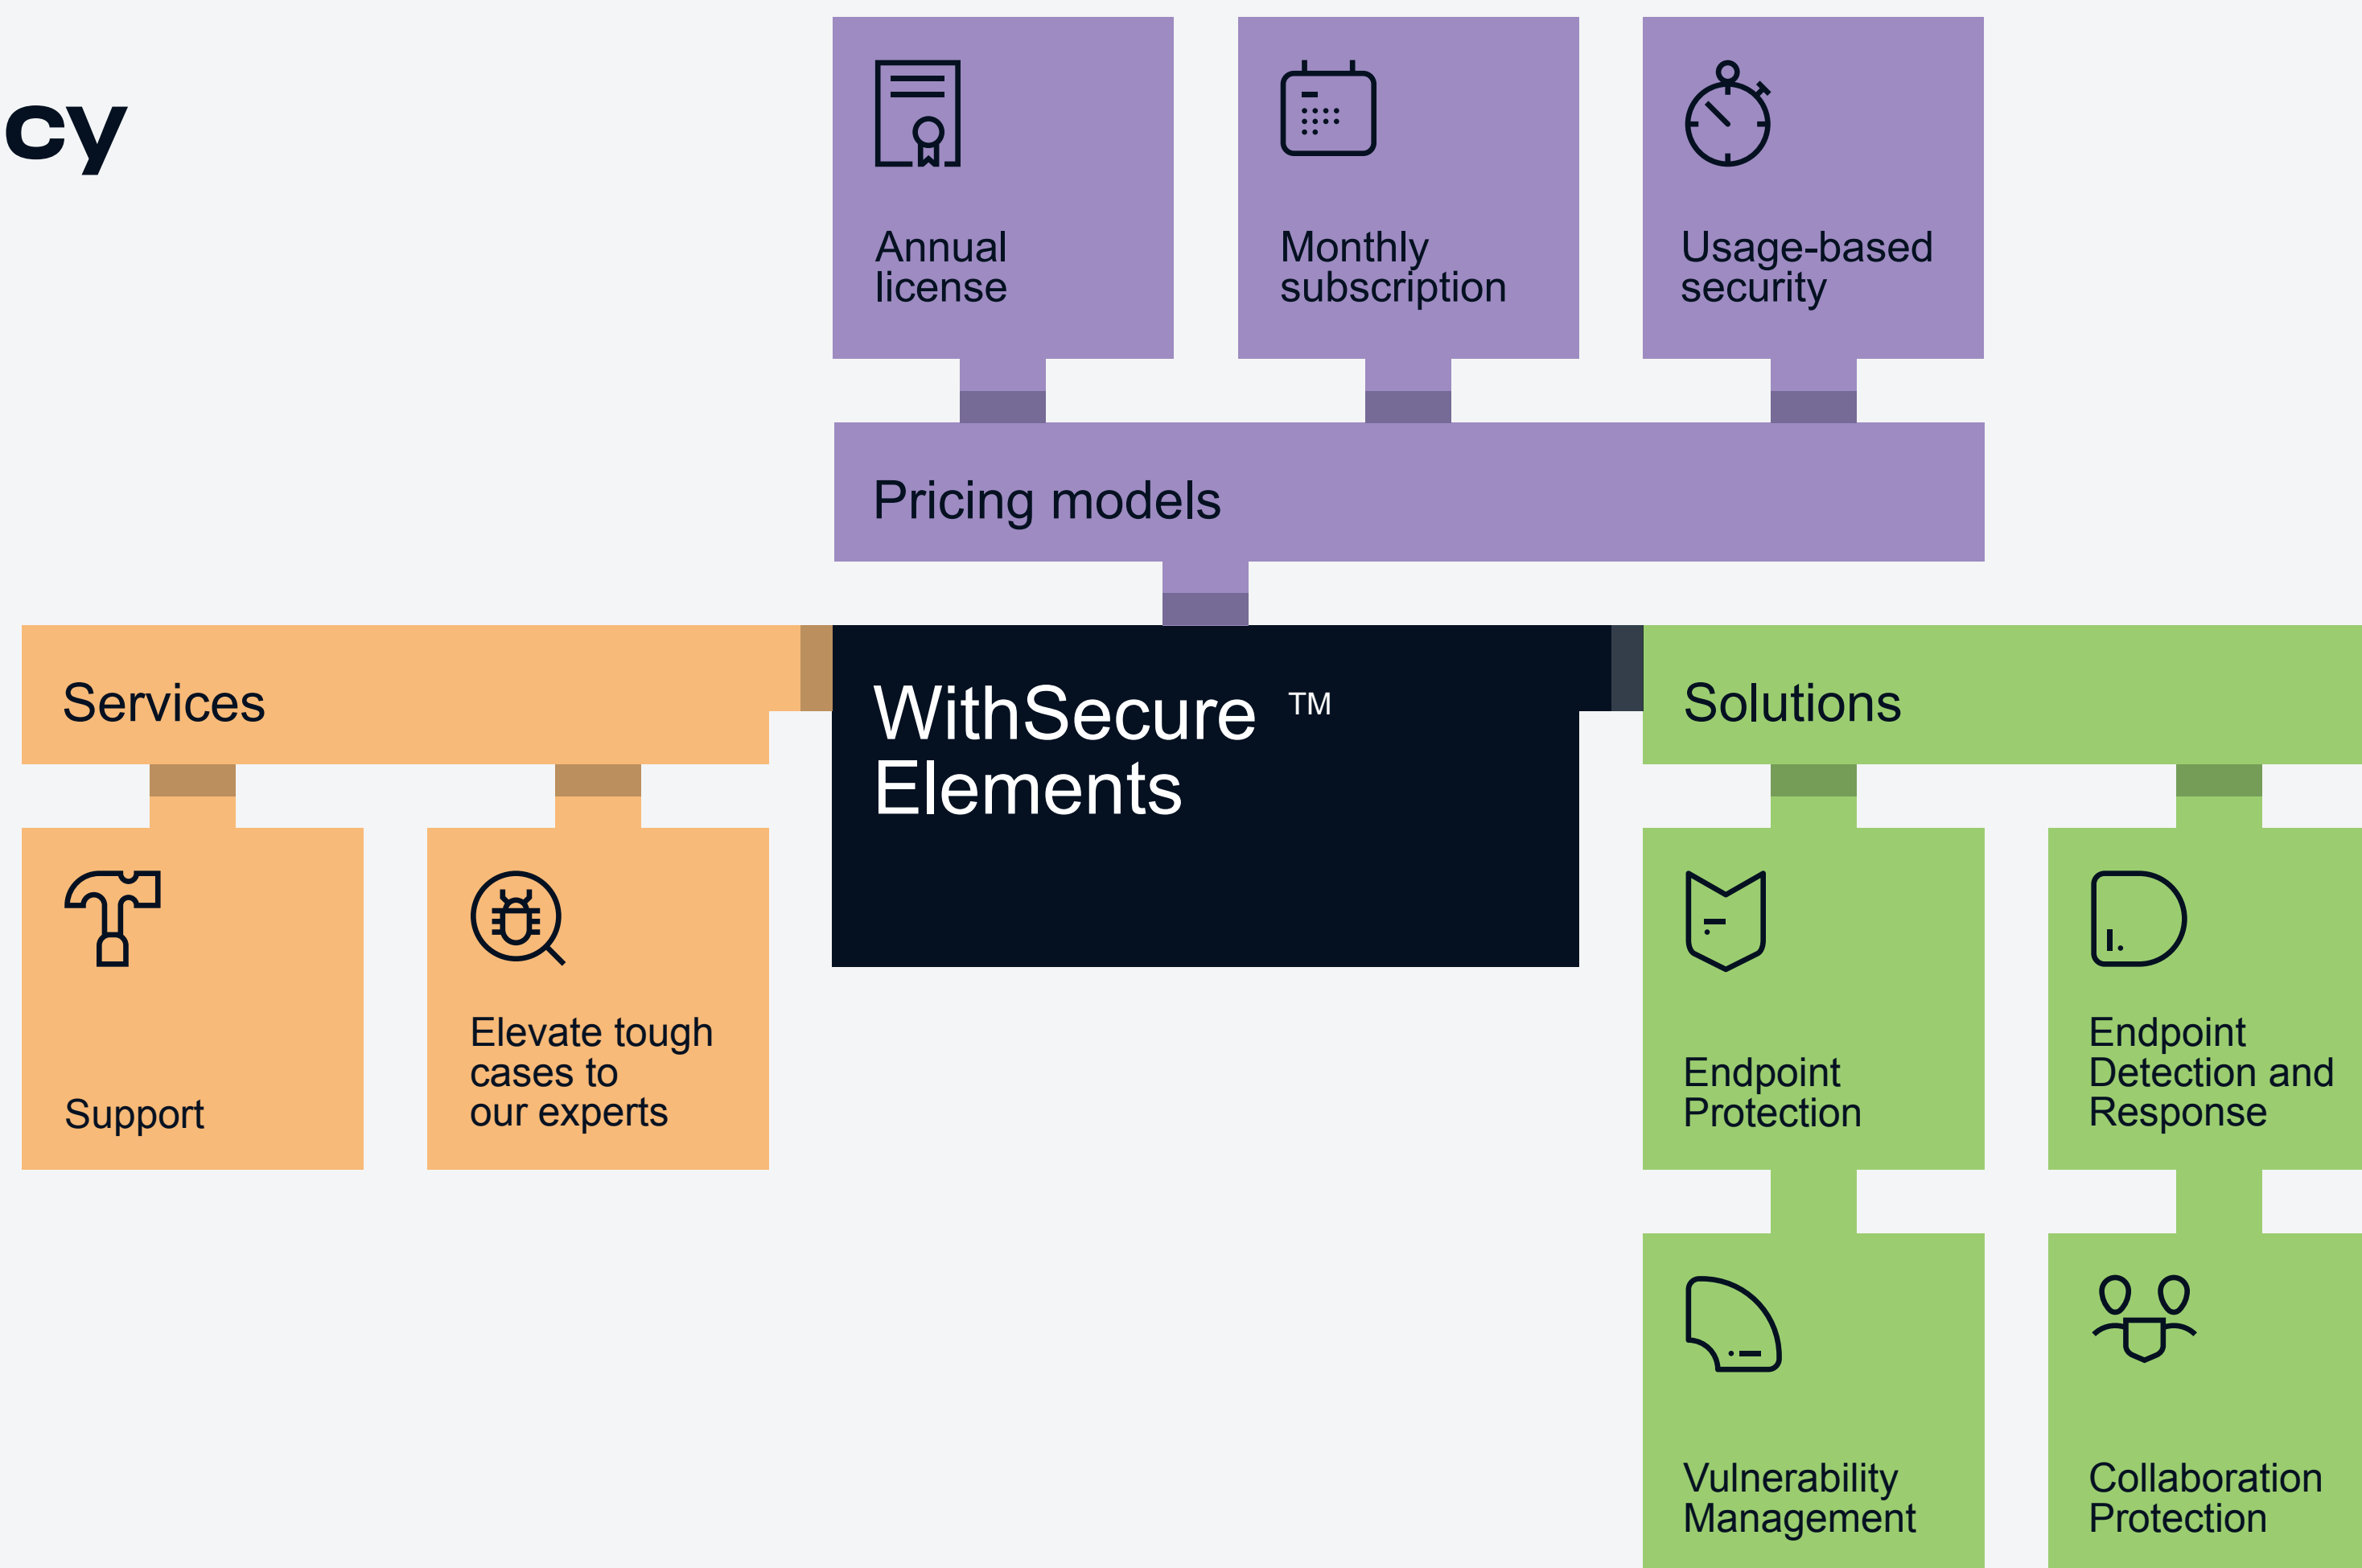 cy
Annual
license
Monthly
subscription
Usage-based
security
Pricing models
Services
WithSecure ™
Elements
Solutions
Support
Elevate tough
cases to
our experts
Endpoint
Protection
Endpoint
Detection and
Response
Vulnerability
Management
Collaboration
Protection